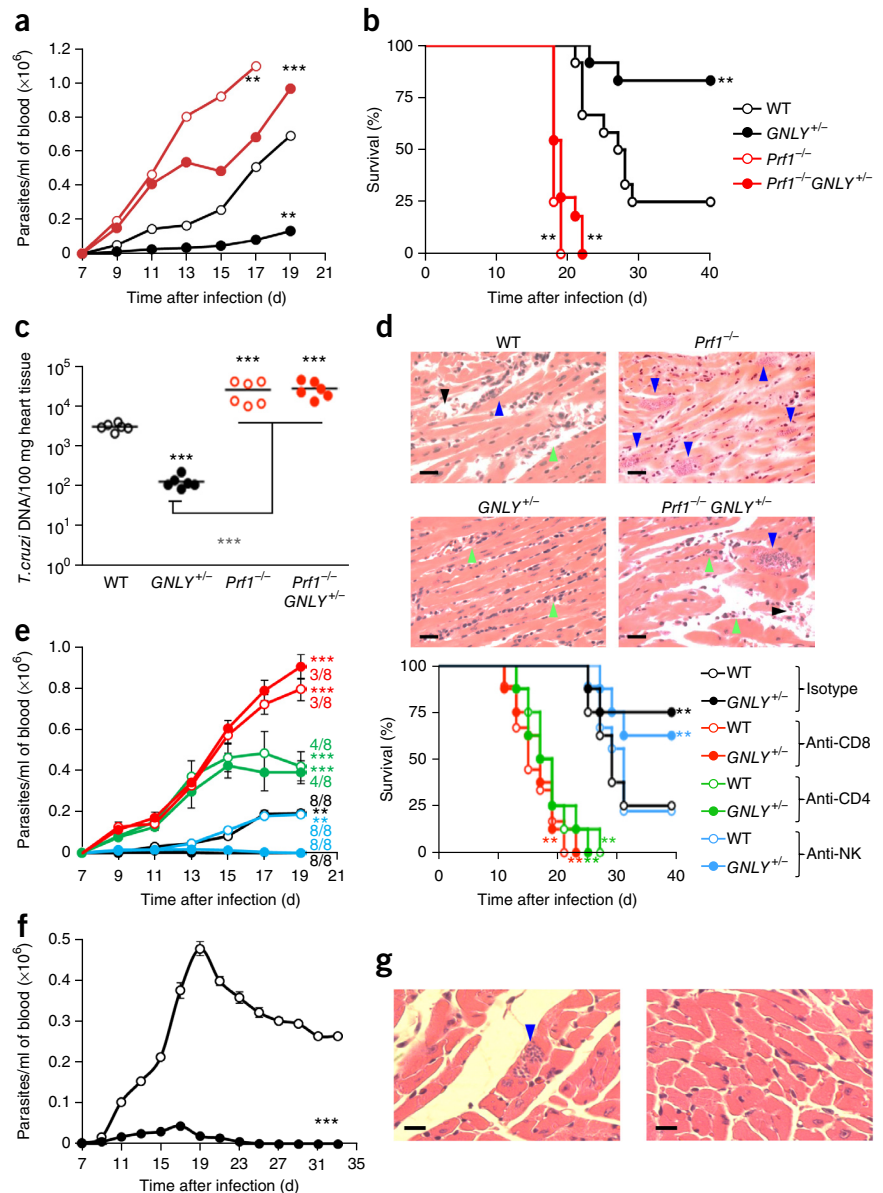 a
Parasites/ml of blood (×10⁶)
1.2
1.0
0.8
0.6
0.4
0.2
0
**
***
**
7 9 11 13 15 17 19 21
Time after infection (d)
b
Survival (%)
100
75
50
25
0
**
** **
0 20 30 40
Time after infection (d)
WT
GNLY⁺/⁻
Prf1⁻/⁻
Prf1⁻/⁻GNLY⁺/⁻
c
T.cruzi DNA/100 mg heart tissue
10⁵
10⁴
10³
10²
10¹
10⁰
*** ***
***
***
WT GNLY⁺/⁻ Prf1⁻/⁻ Prf1⁻/⁻
GNLY⁺/⁻
d
WT Prf1⁻/⁻
GNLY⁺/⁻ Prf1⁻/⁻ GNLY⁺/⁻
e
Parasites/ml of blood (×10⁶)
1.0
0.8
0.6
0.4
0.2
0
***
3/8
***
3/8
4/8
***
***
4/8
8/8
**
**
8/8
8/8
8/8
7 9 11 13 15 17 19 21
Time after infection (d)
Survival (%)
100
75
50
25
0
**
**
**
0 10 20 30 40
Time after infection (d)
WT
GNLY⁺/⁻
Isotype
WT
GNLY⁺/⁻
Anti-CD8
WT
GNLY⁺/⁻
Anti-CD4
WT
GNLY⁺/⁻
Anti-NK
f
Parasites/ml of blood (×10⁶)
0.5
0.4
0.3
0.2
0.1
0
***
7 11 15 19 23 27 31 35
Time after infection (d)
g